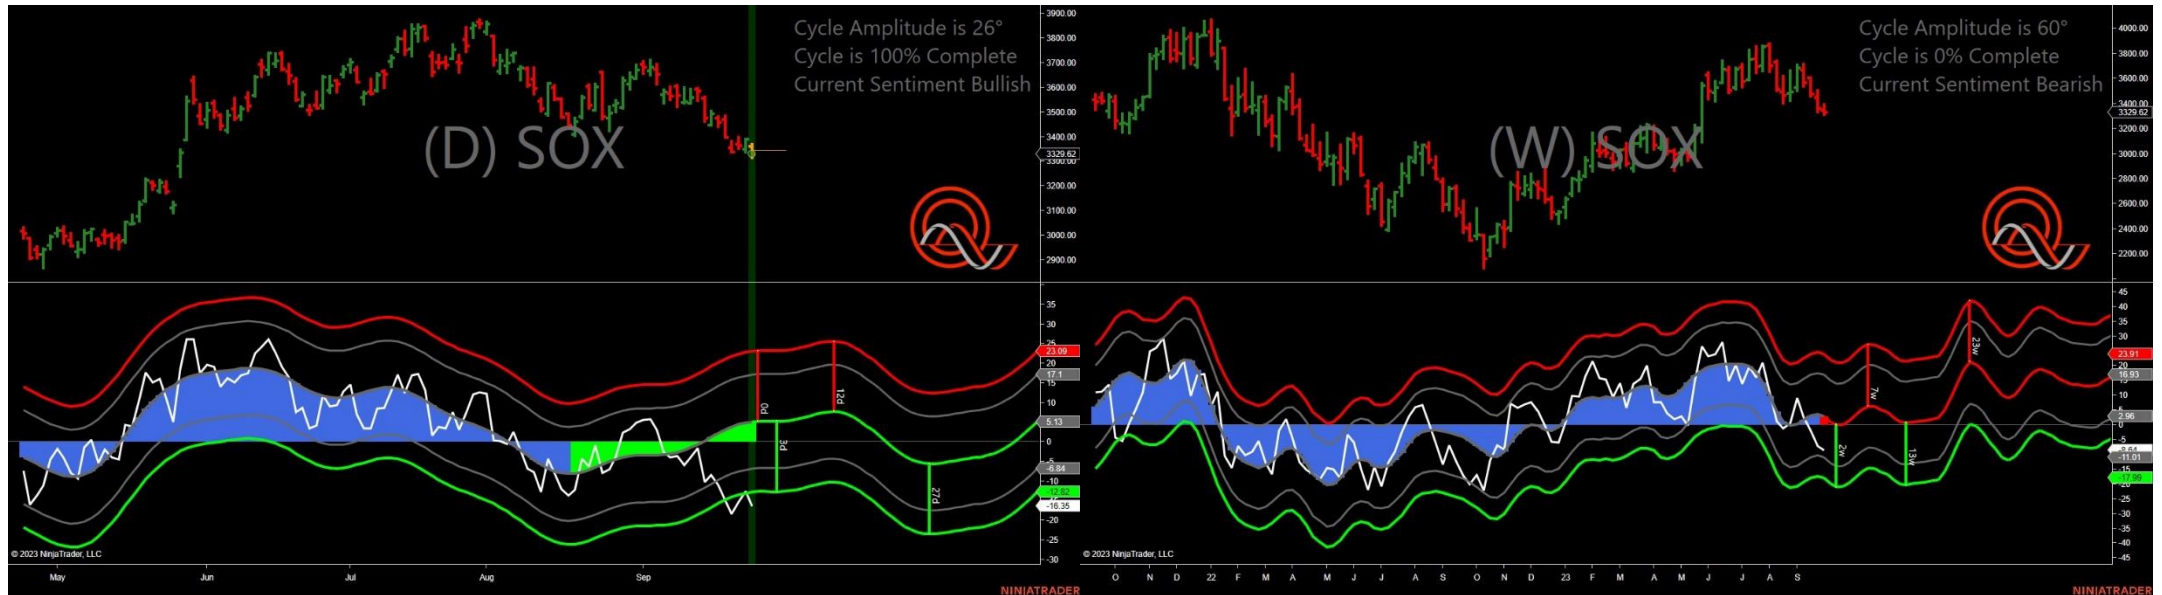 Cycle Amplitude is 26°
Cycle is 100% Complete
Current Sentiment Bullish
(D) SOX
3900.00
3800.00
3700.00
3600.00
3500.00
3400.00
3329.62
3300.00
3200.00
3100.00
3000.00
2900.00
0d
12d
3d
27d
35
30
25
23.09
20
17.1
15
10
5.13
0
-5
-6.84
-10
-12.82
-16.35
-20
-25
-30
© 2023 NinjaTrader, LLC
May Jun Jul Aug Sep
NINJATRADER
Cycle Amplitude is 60°
Cycle is 0% Complete
Current Sentiment Bearish
(W) SOX
4000.00
3800.00
3600.00
3400.00
3329.62
3200.00
3000.00
2800.00
2600.00
2400.00
2200.00
7w
23w
2w
13w
45
40
35
30
25
23.91
20
16.93
15
10
5
2.96
0
-5
-11.01
-15
-17.99
-20
-25
-30
-35
-40
-45
© 2023 NinjaTrader, LLC
O N D 22 F M A M J J A S O N D 23 F M A M J J A S
NINJATRADER